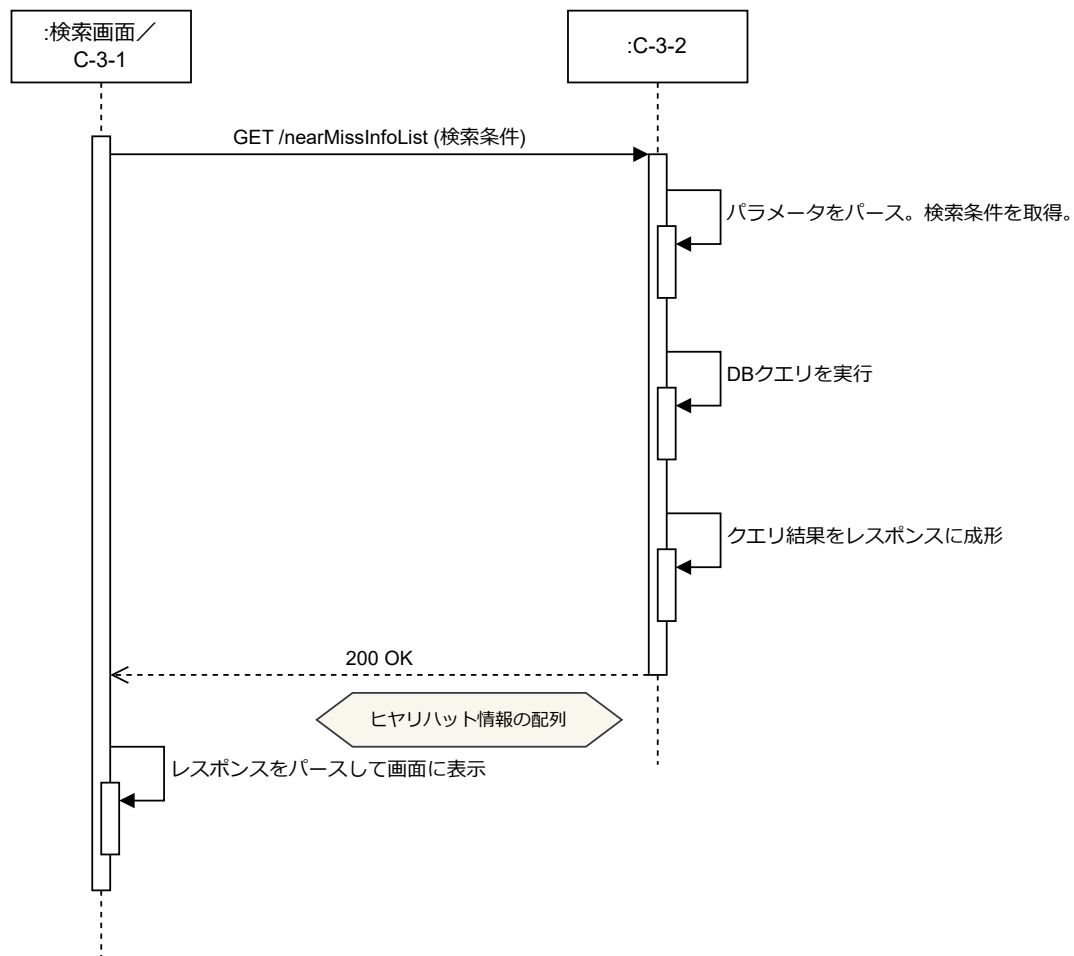 :検索画面／
C-3-1
:C-3-2
GET /nearMissInfoList (検索条件)
パラメータをパース。検索条件を取得。
DBクエリを実行
クエリ結果をレスポンスに成形
200 OK
ヒヤリハット情報の配列
レスポンスをパースして画面に表示